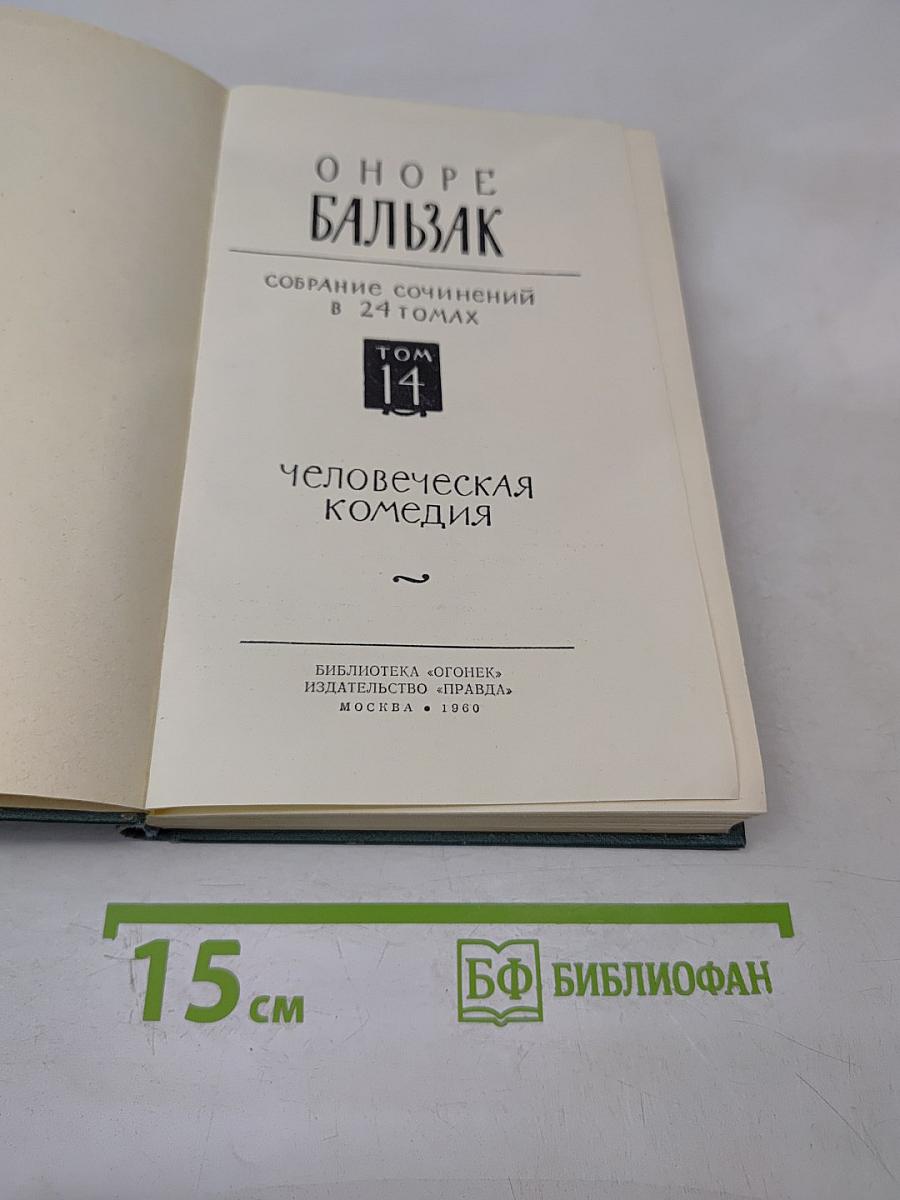 ОНОРЕ
БАЛЬЗАК
СОБРАНИЕ СОЧИНЕНИЙ
В 24 ТОМАХ
ТОМ
14
ЧЕЛОВЕЧЕСКАЯ
КОМЕДИЯ
~
БИБЛИОТЕКА «ОГОНЕК»
ИЗДАТЕЛЬСТВО «ПРАВДА»
МОСКВА • 1960
15 см
БФ БИБЛИОФАН